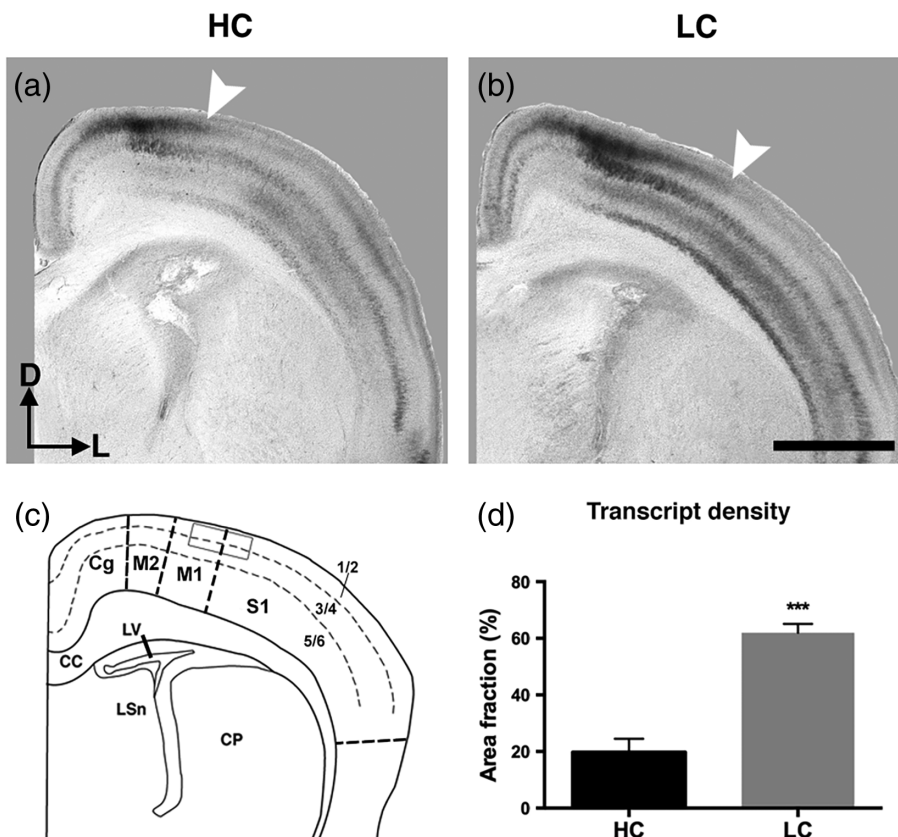 HC
LC
(a)
(b)
D
L
(c)
Cg
M2
M1
S1
1/2
3/4
5/6
LV
CC
LSn
CP
(d)
Transcript density
Area fraction (%)
80
60
40
20
0
***
HC
LC